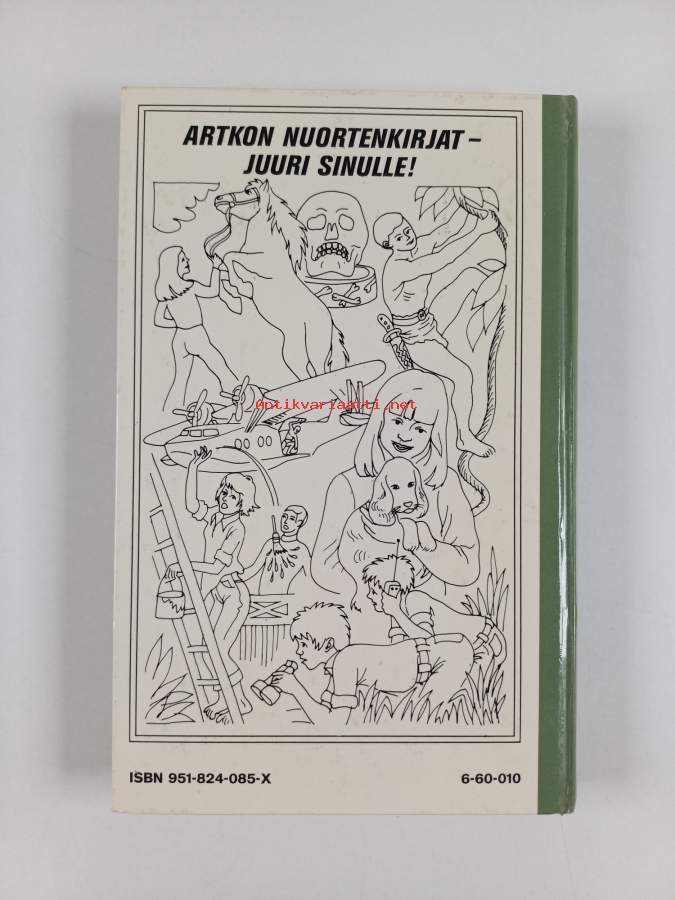 ARTKON NUORTENKIRJAT –
JUURI SINULLE!
Antikvariaatti.net
ISBN 951-824-085-X
6-60-010